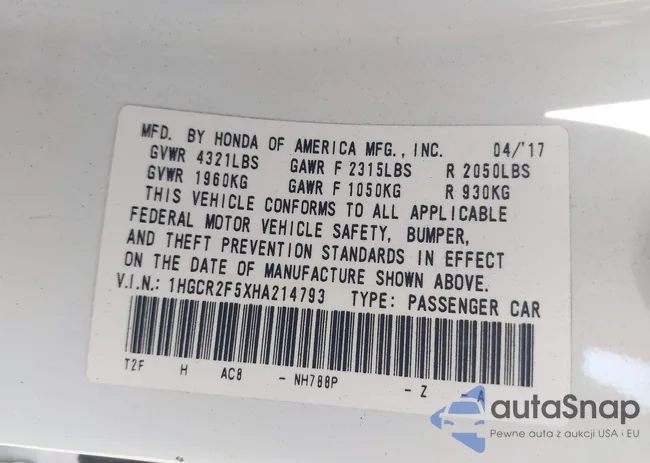 MFD. BY HONDA OF AMERICA MFG., INC. 04/'17
GVWR 4321LBS GAWR F 2315LBS R 2050LBS
GVWR 1960KG GAWR F 1050KG R 930KG
THIS VEHICLE CONFORMS TO ALL APPLICABLE
FEDERAL MOTOR VEHICLE SAFETY, BUMPER,
AND THEFT PREVENTION STANDARDS IN EFFECT
ON THE DATE OF MANUFACTURE SHOWN ABOVE.
V.I.N.: 1HGCR2F5XHA214793 TYPE: PASSENGER CAR
T2F H AC8 - NH788P - Z - A
autaSnap
Pewne auta z aukcji USA i EU